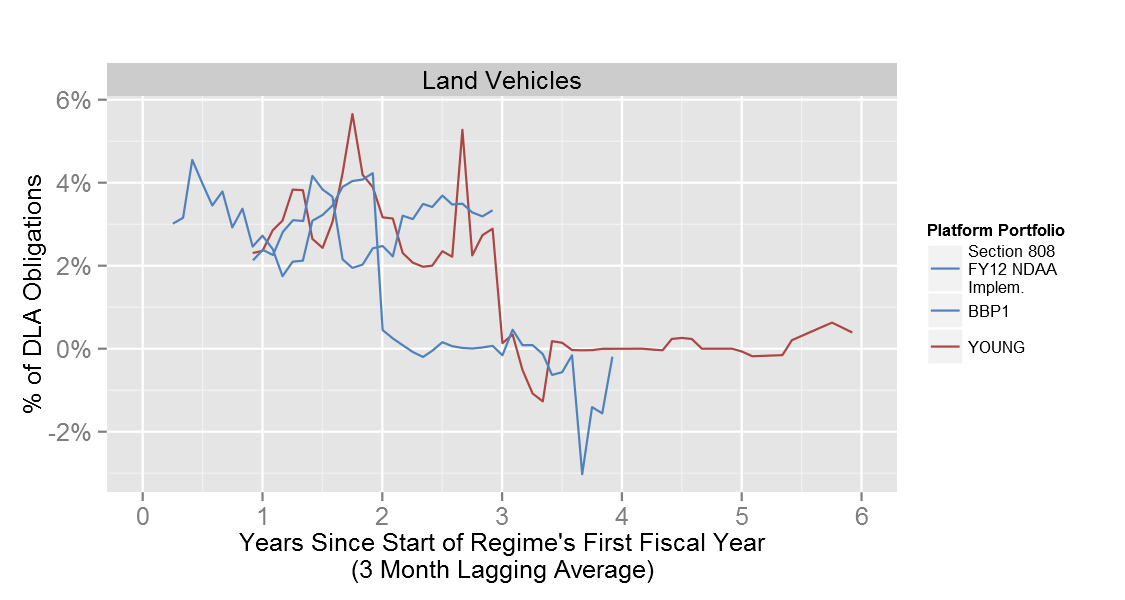 Land Vehicles
6%
4%
2%
0%
-2%
% of DLA Obligations
0 1 2 3 4 5 6
Years Since Start of Regime's First Fiscal Year
(3 Month Lagging Average)
Platform Portfolio
Section 808
FY12 NDAA
Implem.
BBP1
YOUNG